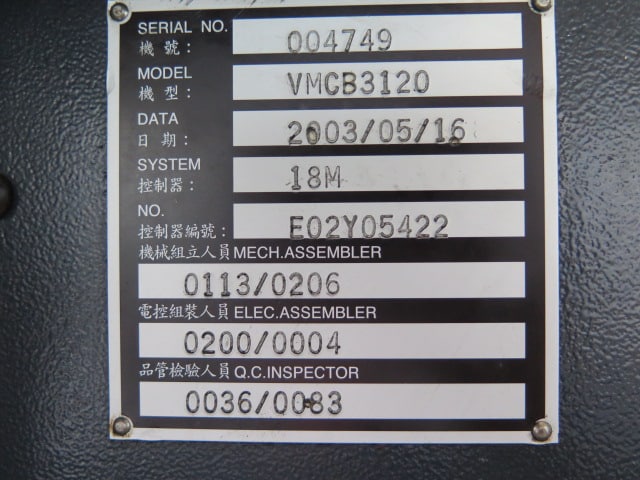 SERIAL NO.
機號: 004749
MODEL
機型: VMCB3120
DATA
日期: 2003/05/16
SYSTEM
控制器: 18M
NO.
控制器編號: E02Y05422
機械組立人員 MECH.ASSEMBLER
0113/0206
電控組裝人員 ELEC.ASSEMBLER
0200/0004
品管檢驗人員 Q.C.INSPECTOR
0036/0083